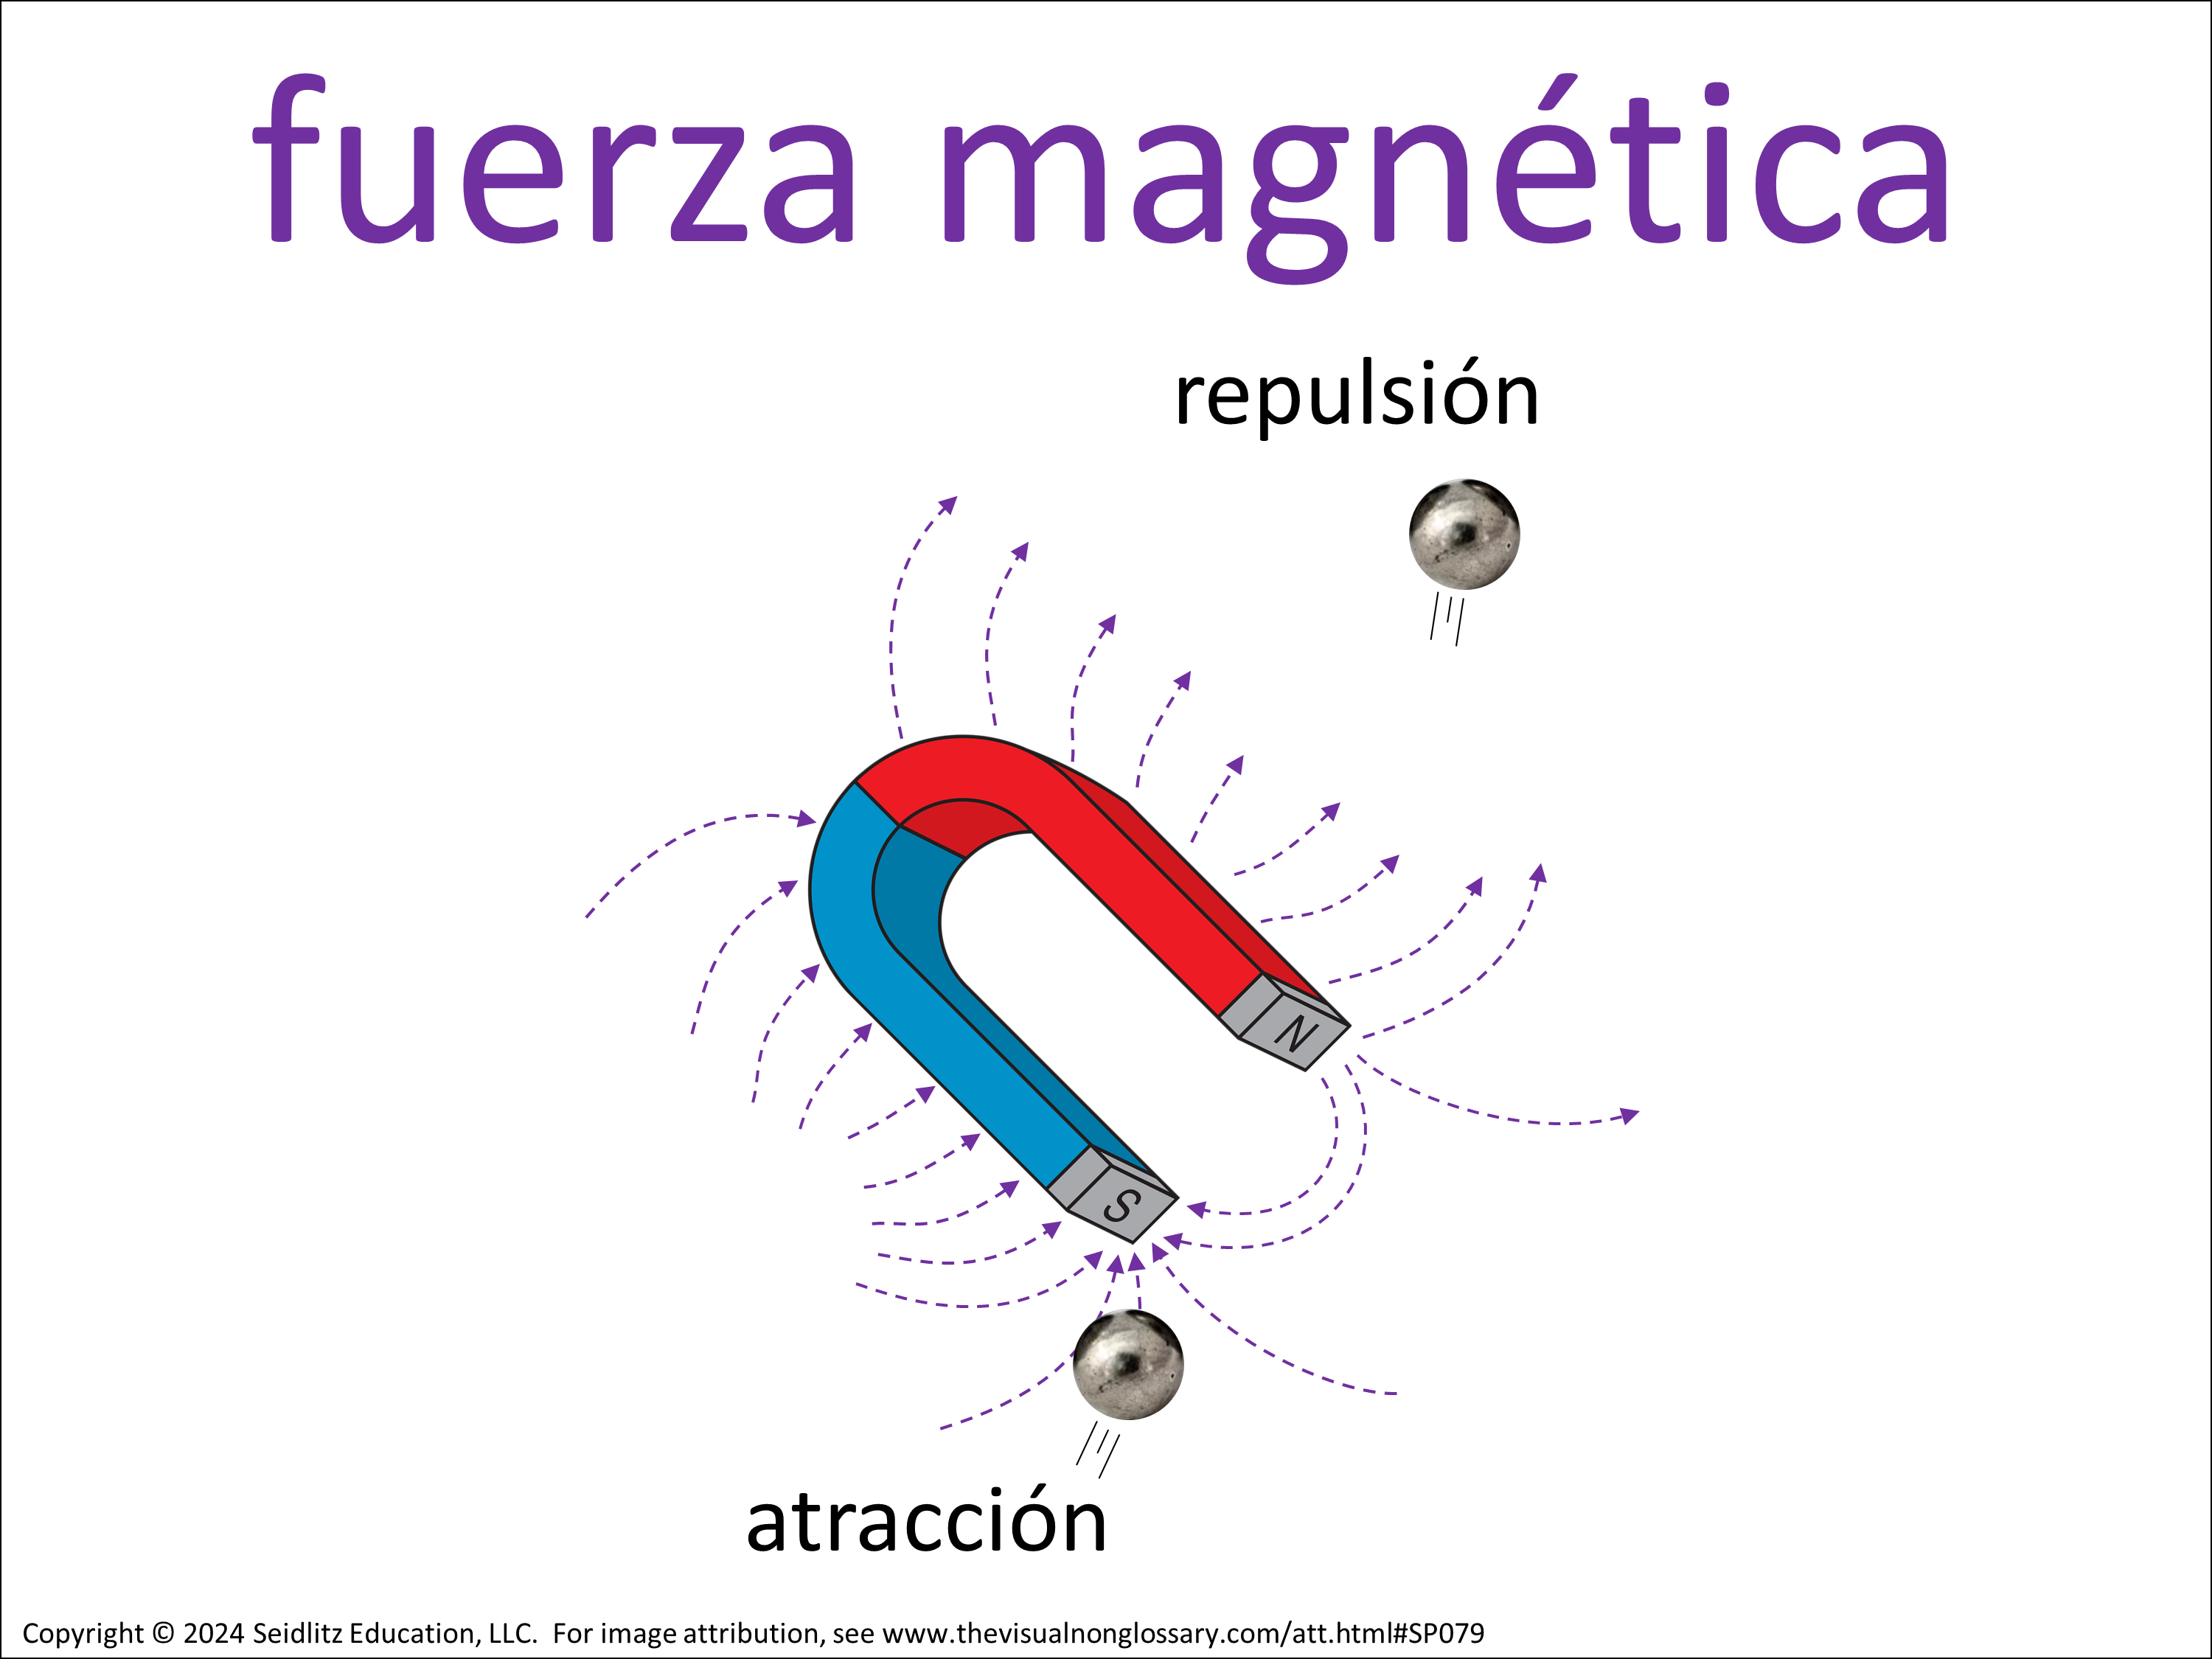 fuerza magnética
repulsión
N
S
atracción
Copyright © 2024 Seidlitz Education, LLC.  For image attribution, see www.thevisualnonglossary.com/att.html#SP079